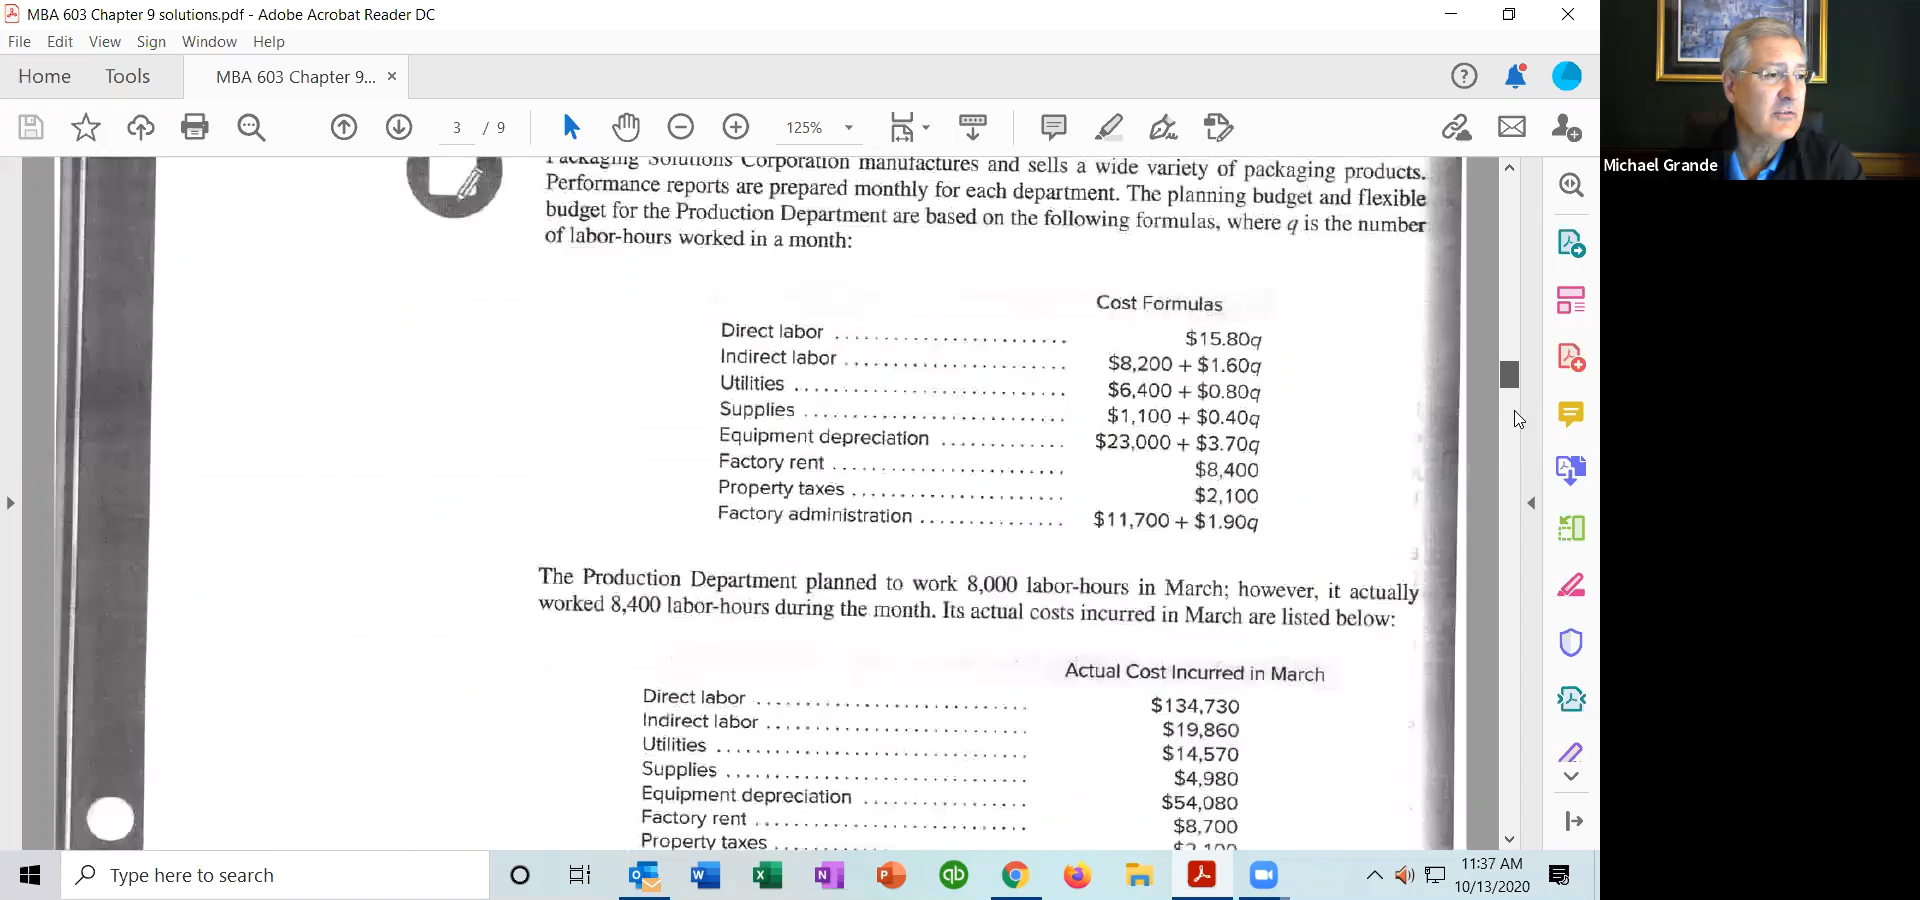 MBA 603 Chapter 9 solutions.pdf - Adobe Acrobat Reader DC
File Edit View Sign Window Help
Home Tools MBA 603 Chapter 9... ×
3 / 9 125%
Michael Grande
Packaging Solutions Corporation manufactures and sells a wide variety of packaging products.
Performance reports are prepared monthly for each department. The planning budget and flexible
budget for the Production Department are based on the following formulas, where q is the number
of labor-hours worked in a month:
Cost Formulas
Direct labor $15.80q
Indirect labor $8,200 + $1.60q
Utilities $6,400 + $0.80q
Supplies $1,100 + $0.40q
Equipment depreciation $23,000 + $3.70q
Factory rent $8,400
Property taxes $2,100
Factory administration $11,700 + $1.90q
The Production Department planned to work 8,000 labor-hours in March; however, it actually
worked 8,400 labor-hours during the month. Its actual costs incurred in March are listed below:
Actual Cost Incurred in March
Direct labor $134,730
Indirect labor $19,860
Utilities $14,570
Supplies $4,980
Equipment depreciation $54,080
Factory rent $8,700
Property taxes $2,100
Type here to search
11:37 AM
10/13/2020